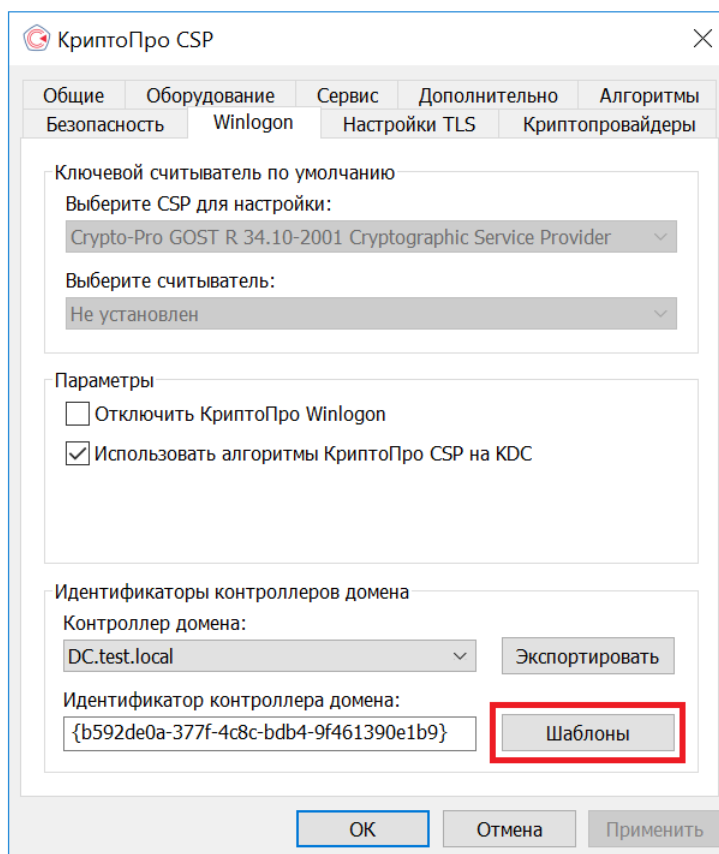 КриптоПро CSP
Общие Оборудование Сервис Дополнительно Алгоритмы
Безопасность Winlogon Настройки TLS Криптопровайдеры
Ключевой считыватель по умолчанию
Выберите CSP для настройки:
Crypto-Pro GOST R 34.10-2001 Cryptographic Service Provider
Выберите считыватель:
Не установлен
Параметры
Отключить КриптоПро Winlogon
Использовать алгоритмы КриптоПро CSP на KDC
Идентификаторы контроллеров домена
Контроллер домена:
DC.test.local Экспортировать
Идентификатор контроллера домена:
{b592de0a-377f-4c8c-bdb4-9f461390e1b9} Шаблоны
ОК Отмена Применить